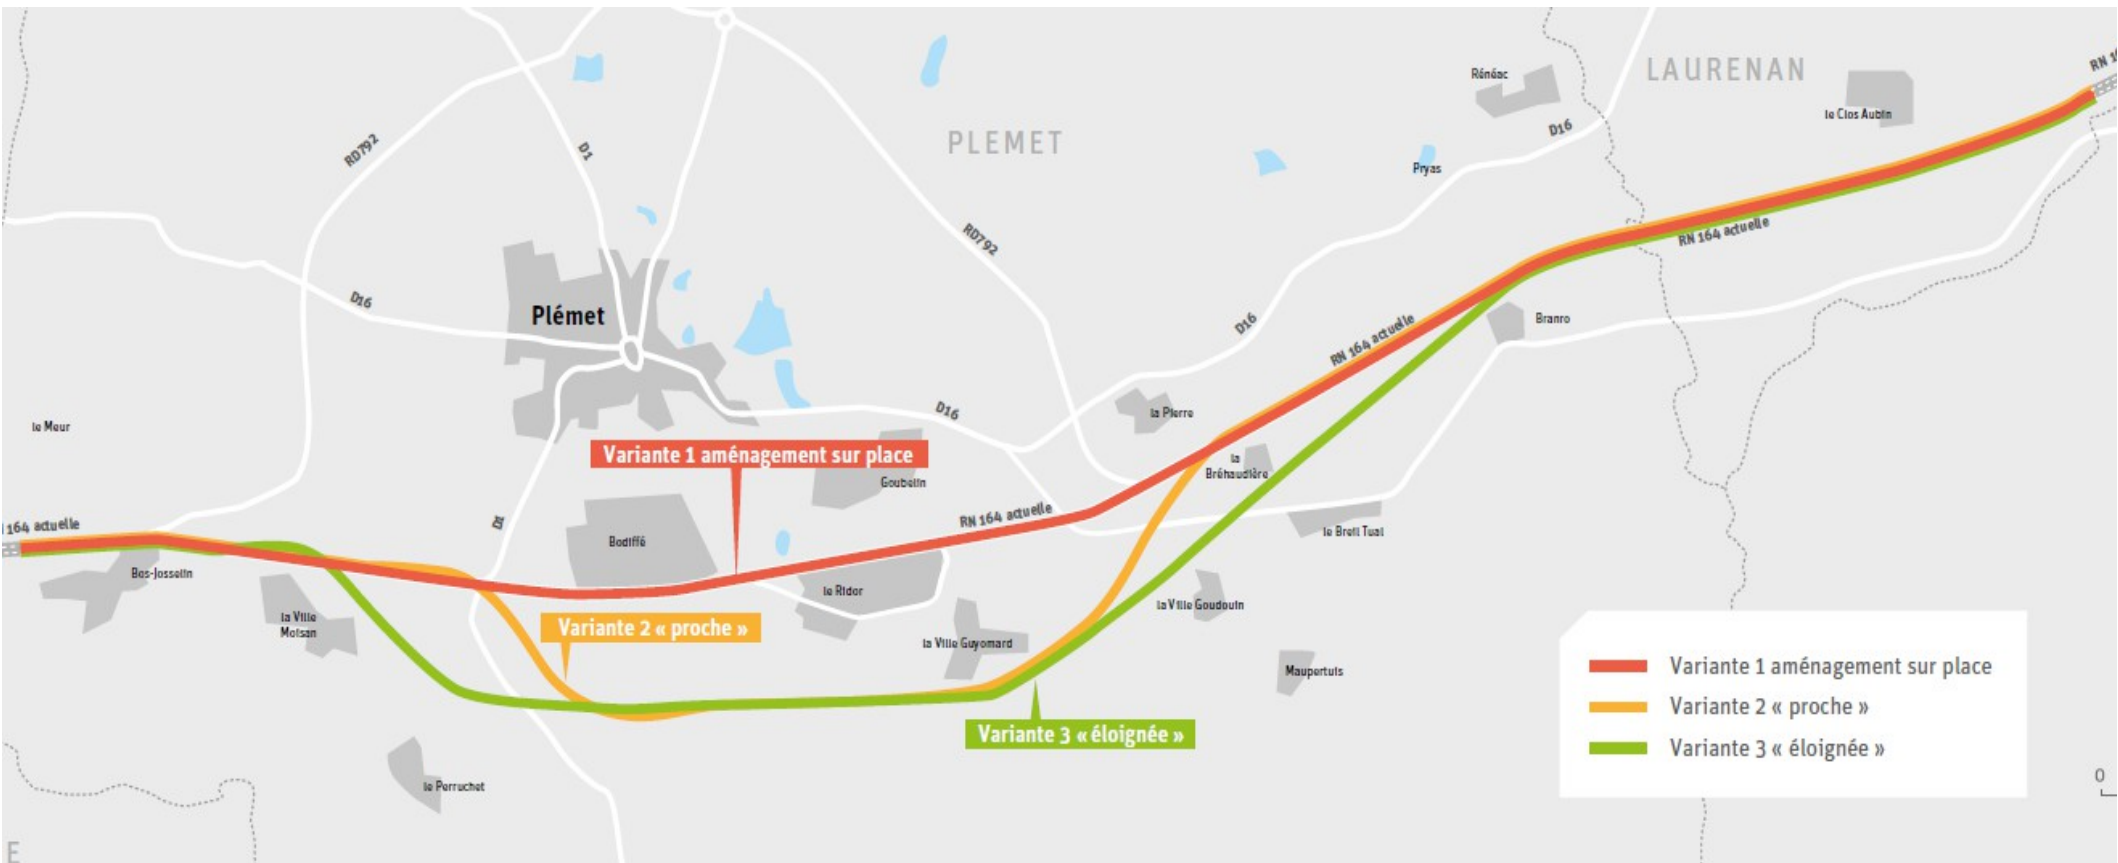 RN 1
LAURENAN
Rénéac
le Clos Aubin
D16
PLEMET
RD792
D1
Pryas
RN 164 actuelle
RD792
D16
Plémet
D16
Branro
RN 164 actuelle
la Pierre
D16
le Meur
Variante 1 aménagement sur place
la
Bréhaudière
Goubelin
RN 164 actuelle
164 actuelle
D1
Bodiffé
le Breil Tual
Bos-Josselin
le Ridor
la Ville Goudouin
la Ville
Moisan
Variante 2 « proche »
la Ville Guyomard
Maupertuis
Variante 3 « éloignée »
le Perruchet
Variante 1 aménagement sur place
Variante 2 « proche »
Variante 3 « éloignée »
0
E